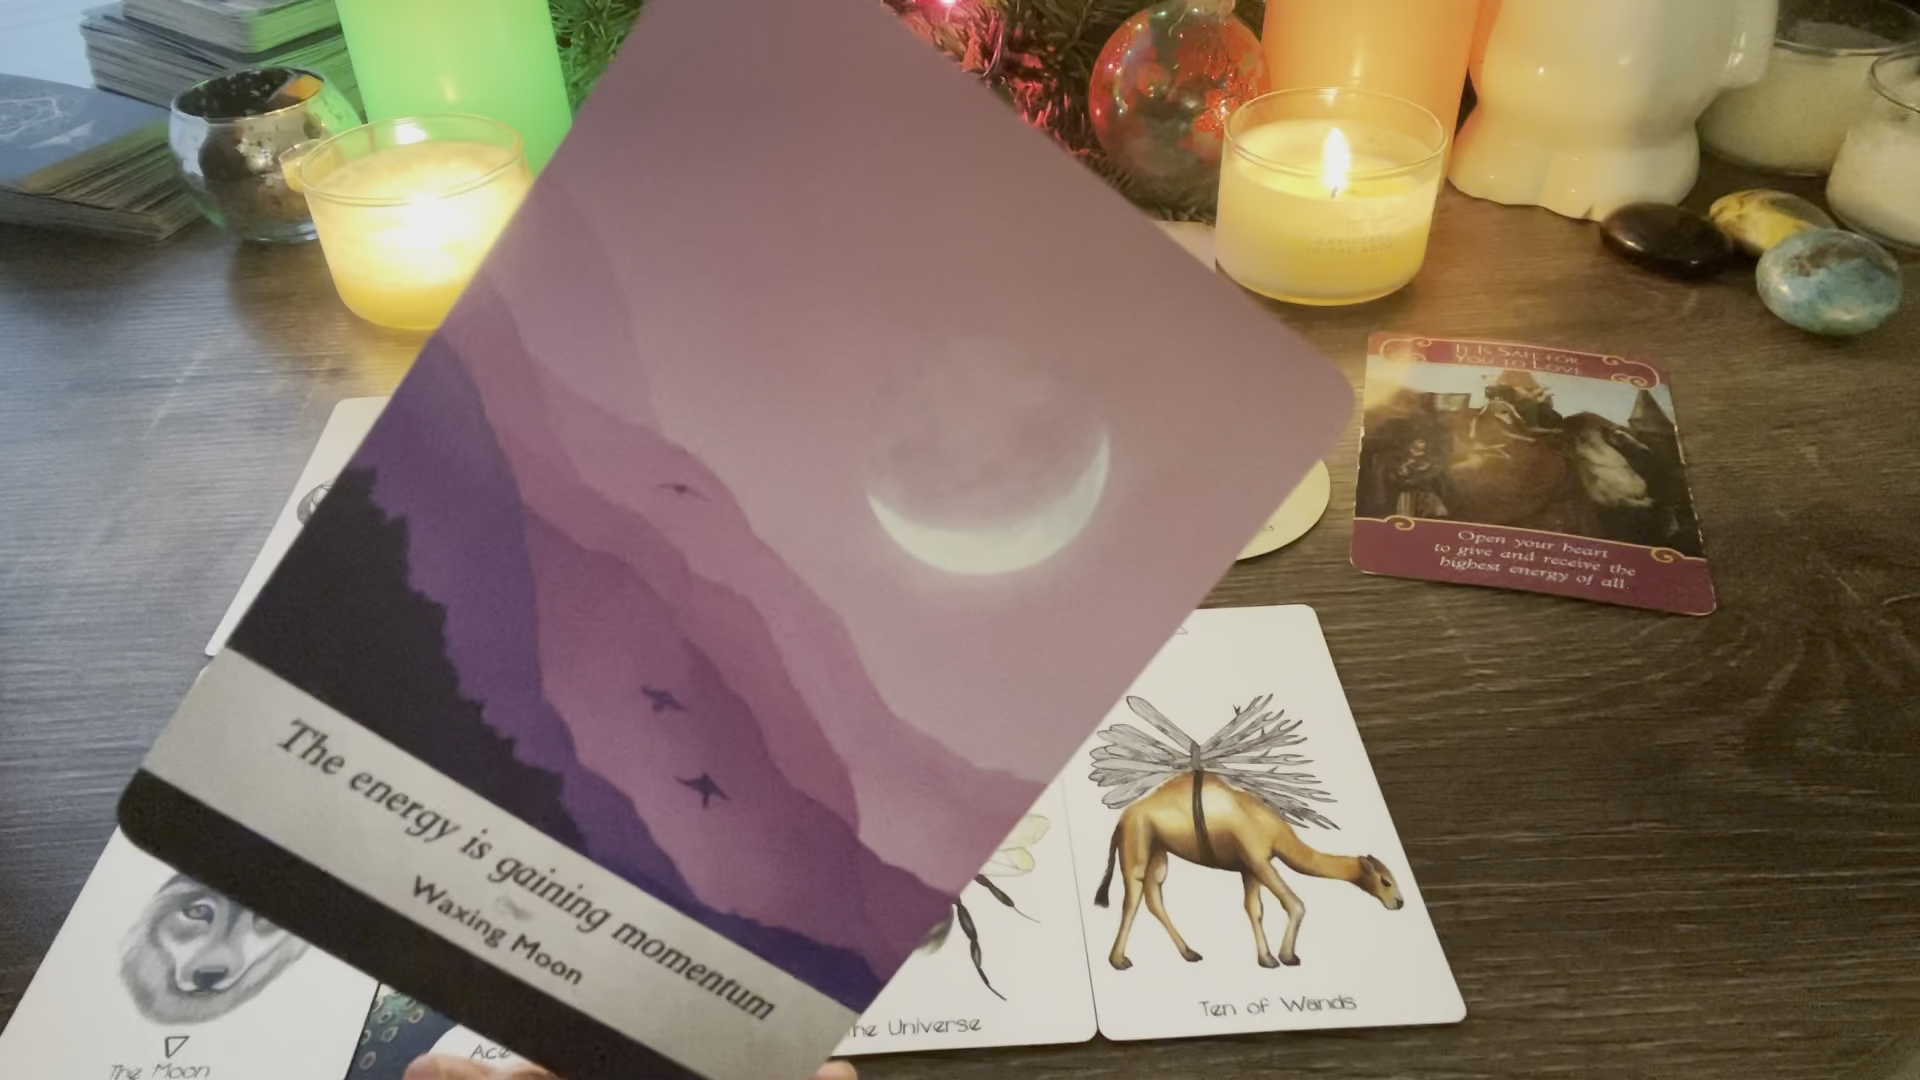 It Is Safe for
You to Love
Open your heart
to give and receive the
highest energy of all.
The energy is gaining momentum
Waxing Moon
The Moon
Ace
The Universe
Ten of Wands